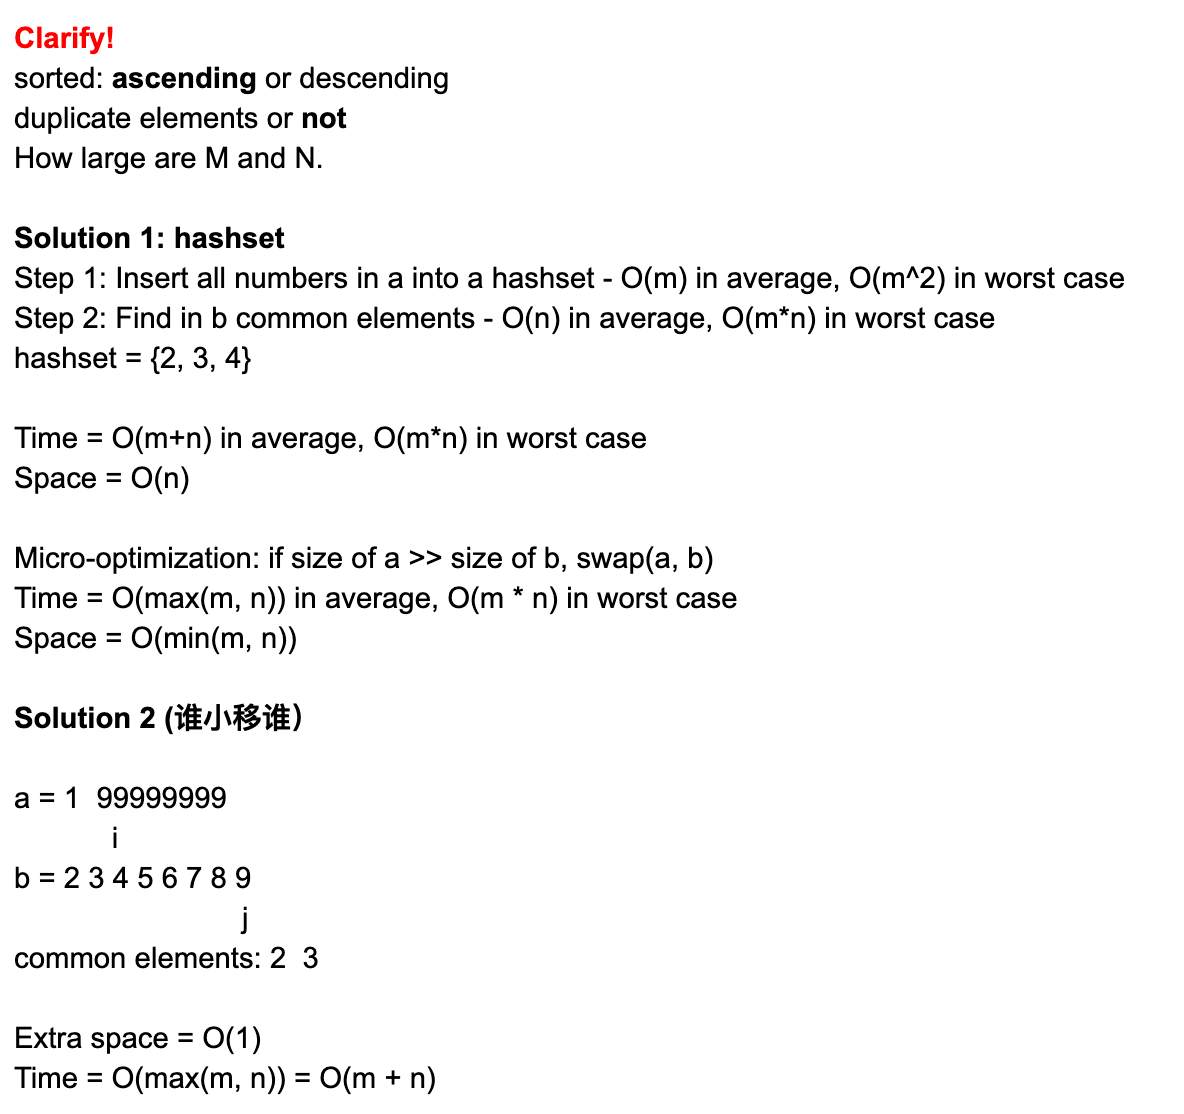 Clarify!
sorted: ascending or descending
duplicate elements or not
How large are M and N.
Solution 1: hashset
Step 1: Insert all numbers in a into a hashset - O(m) in average, O(m^2) in worst case
Step 2: Find in b common elements - O(n) in average, O(m*n) in worst case
hashset = {2, 3, 4}
Time = O(m+n) in average, O(m*n) in worst case
Space = O(n)
Micro-optimization: if size of a >> size of b, swap(a, b)
Time = O(max(m, n)) in average, O(m * n) in worst case
Space = O(min(m, n))
Solution 2 (谁小移谁）
a = 1  99999999
i
b = 2 3 4 5 6 7 8 9
j
common elements: 2  3
Extra space = O(1)
Time = O(max(m, n)) = O(m + n)